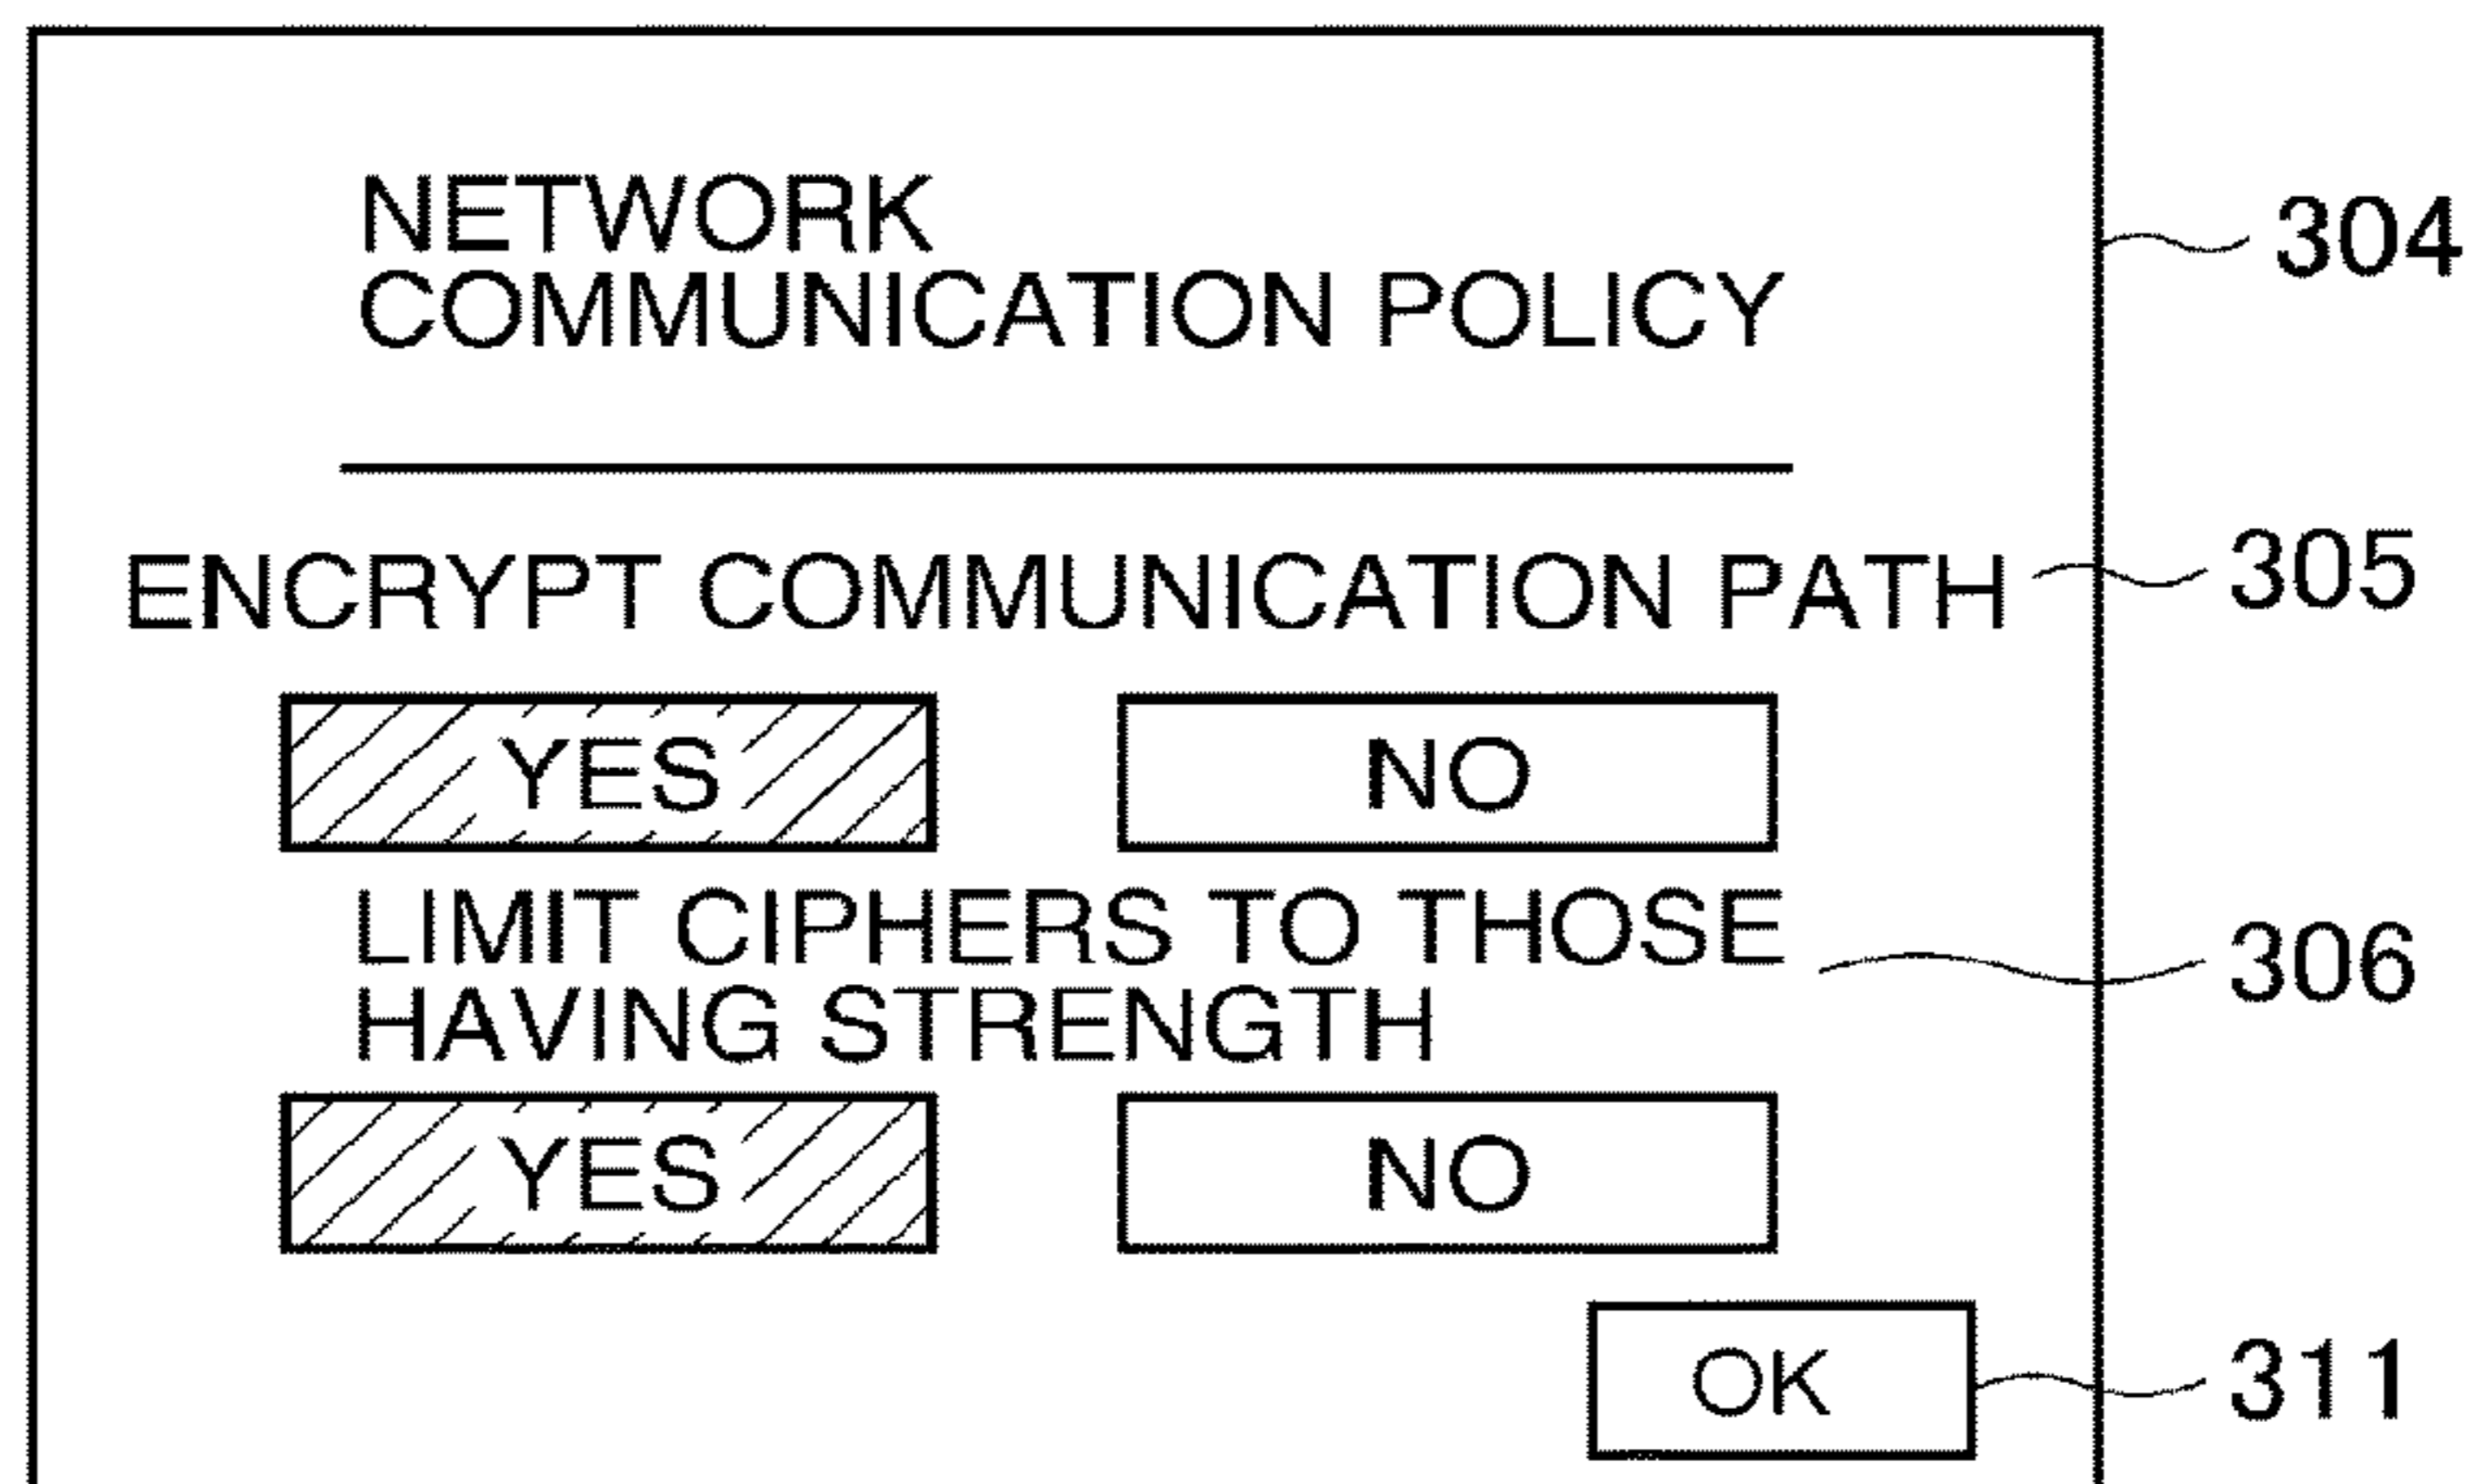 NETWORK
COMMUNICATION POLICY
304
ENCRYPT COMMUNICATION PATH
305
YES
NO
LIMIT CIPHERS TO THOSE
HAVING STRENGTH
306
YES
NO
OK
311